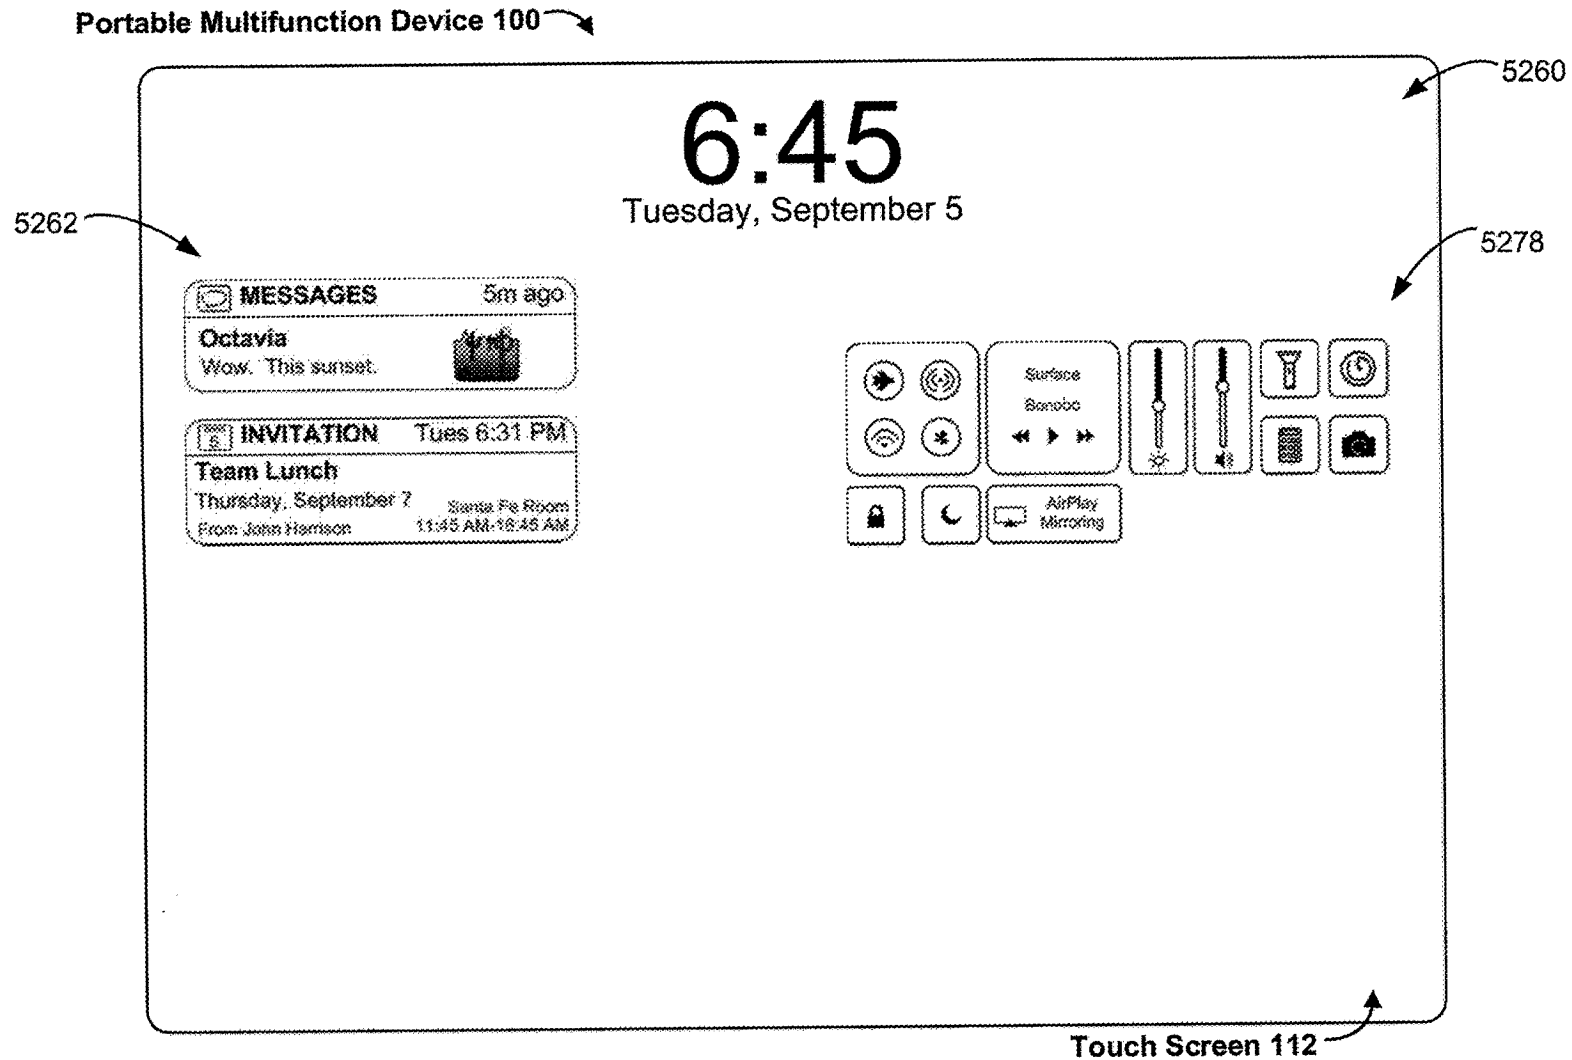 Portable Multifunction Device 100
5260
6:45
Tuesday, September 5
5262
5278
MESSAGES 5m ago
Octavia
Wow. This sunset.
INVITATION Tues 6:31 PM
5
Team Lunch
Thursday, September 7
Santa Fe Room
From John Harrison
11:45 AM-16:45 AM
Surface
Bonobo
AirPlay
Mirroring
Touch Screen 112